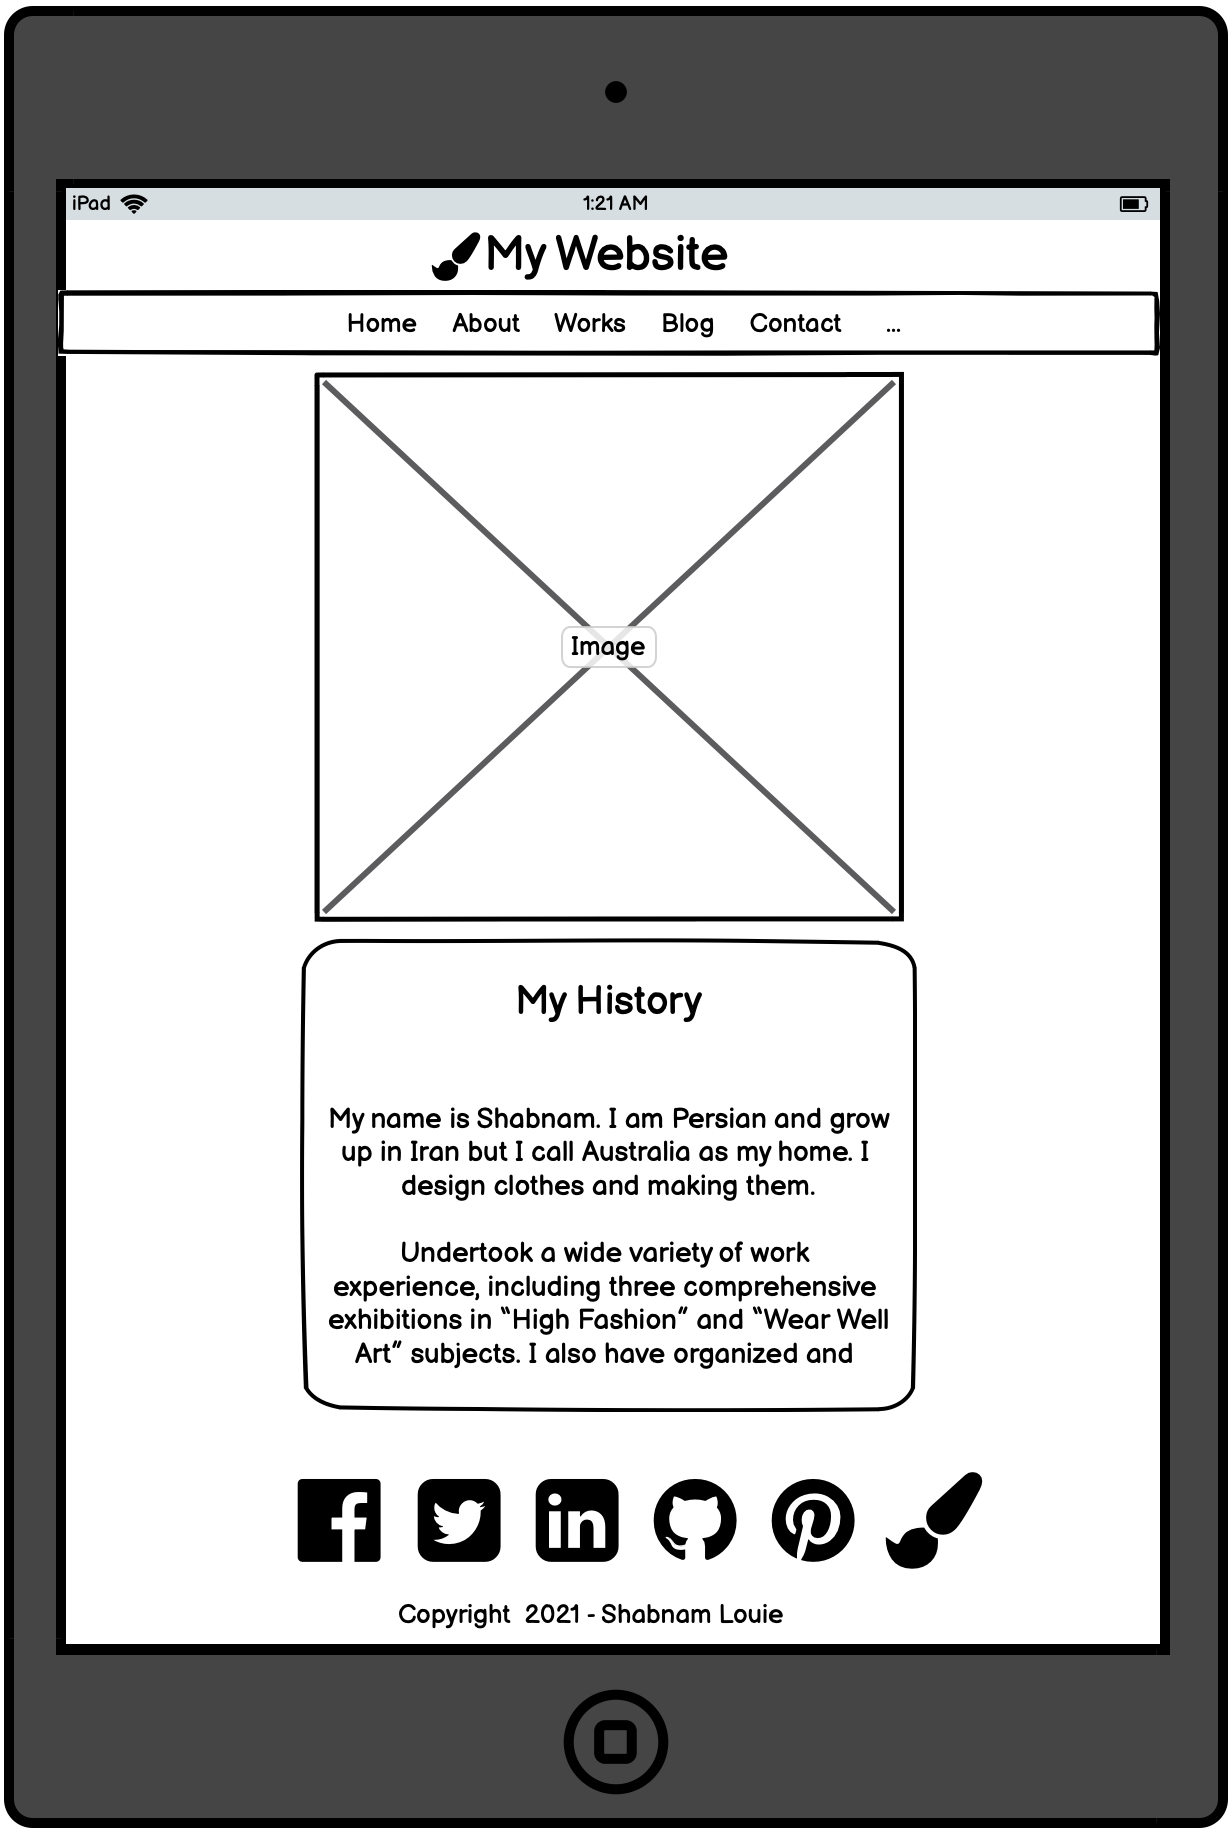 iPad 1:21 AM
My Website
Home About Works Blog Contact ...
Image
My History
My name is Shabnam. I am Persian and grow
up in Iran but I call Australia as my home. I
design clothes and making them.
Undertook a wide variety of work
experience, including three comprehensive
exhibitions in “High Fashion” and “Wear Well
Art” subjects. I also have organized and
f in
Copyright 2021 - Shabnam Louie